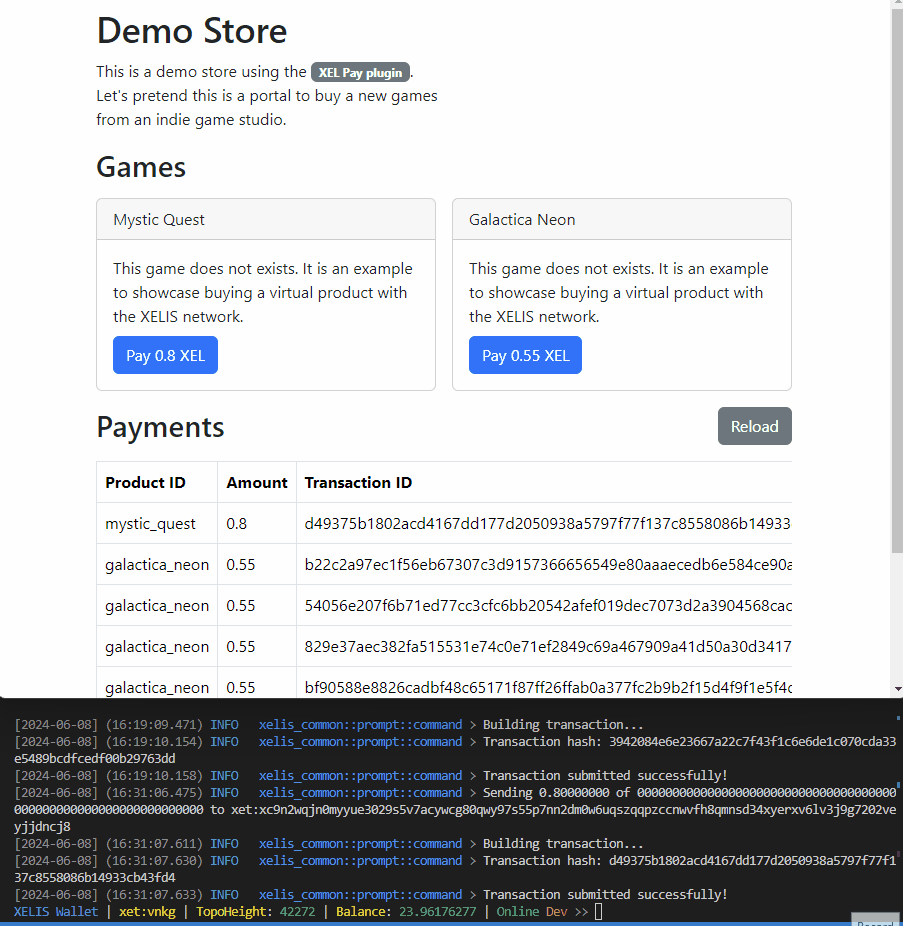 Demo Store
This is a demo store using the XEL Pay plugin.
Let's pretend this is a portal to buy a new games
from an indie game studio.
Games
Mystic Quest
This game does not exists. It is an example
to showcase buying a virtual product with
the XELIS network.
Pay 0.8 XEL
Galactica Neon
This game does not exists. It is an example
to showcase buying a virtual product with
the XELIS network.
Pay 0.55 XEL
Payments
Reload
Product ID Amount Transaction ID
mystic_quest 0.8 d49375b1802acd4167dd177d2050938a5797f77f137c8558086b14933
galactica_neon 0.55 b22c2a97ec1f56eb67307c3d9157366656549e80aaaecedb6e584ce90a
galactica_neon 0.55 54056e207f6b71ed77cc3cfc6bb20542afef019dec7073d2a3904568cac
galactica_neon 0.55 829e37aec382fa515531e74c0e71ef2849c69a467909a41d50a30d3417
galactica_neon 0.55 bf90588e8826cadbf48c65171f87ff26ffab0a377fc2b9b2f15d4f9f1e5f4c
[2024-06-08] (16:19:09.471) INFO xelis_common::prompt::command > Building transaction...
[2024-06-08] (16:19:10.154) INFO xelis_common::prompt::command > Transaction hash: 3942084e6e23667a22c7f43f1c6e6de1c070cda33
e5489bcdfcedf00b29763dd
[2024-06-08] (16:19:10.158) INFO xelis_common::prompt::command > Transaction submitted successfully!
[2024-06-08] (16:31:06.475) INFO xelis_common::prompt::command > Sending 0.80000000 of 00000000000000000000000000000000000000
00000000000000000000000000 to xet:xc9n2wqjn0myyue3029s5v7acywcg80qwy97s55p7nn2dm0w6uqszqqpzccnwvfh8qmnsd34xyerxv6lv3j9g7202ve
yjjdncj8
[2024-06-08] (16:31:07.611) INFO xelis_common::prompt::command > Building transaction...
[2024-06-08] (16:31:07.630) INFO xelis_common::prompt::command > Transaction hash: d49375b1802acd4167dd177d2050938a5797f77f1
37c8558086b14933cb43fd4
[2024-06-08] (16:31:07.633) INFO xelis_common::prompt::command > Transaction submitted successfully!
XELIS Wallet | xet:vnkg | TopoHeight: 42272 | Balance: 23.96176277 | Online Dev >>